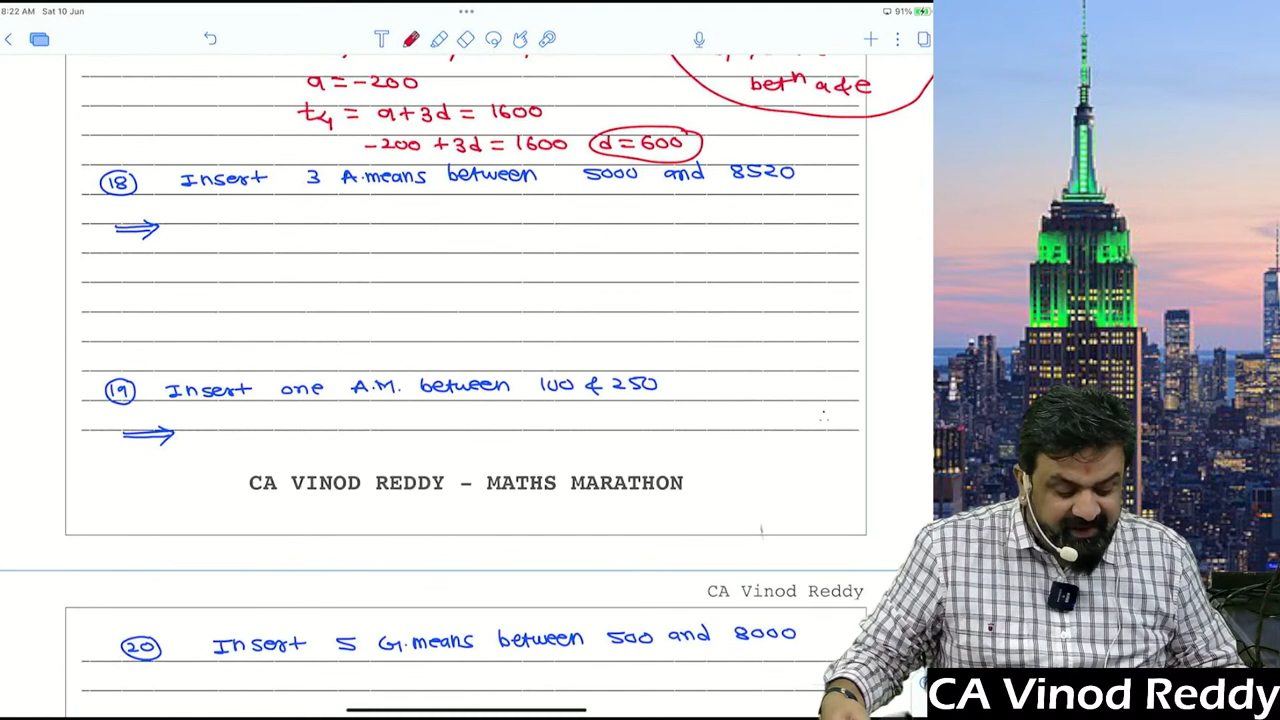 8:22 AM Sat 10 Jun
91%
a = -200
beth a & e
t4 = a+3d = 1600
-200 +3d = 1600 d = 600
18 Insert 3 A.means between 5000 and 8520
19 Insert one A.M. between 100 & 250
CA VINOD REDDY - MATHS MARATHON
CA Vinod Reddy
20 Insert 5 G.means between 500 and 8000
CA Vinod Reddy